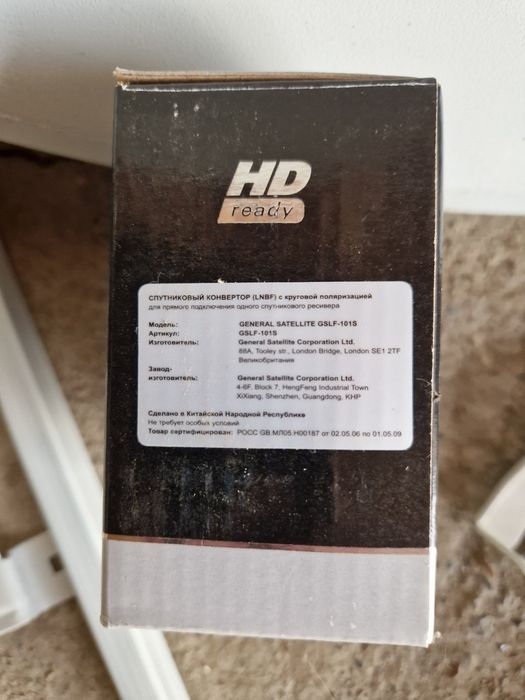 HD
ready
СПУТНИКОВЫЙ КОНВЕРТОР (LNBF) с круговой поляризацией
для прямого подключения одного спутникового ресивера
Модель: GENERAL SATELLITE GSLF-101S
Артикул: GSLF-101S
Изготовитель: General Satellite Corporation Ltd.
88A, Tooley str., London Bridge, London SE1 2TF
Великобритания
Завод-
изготовитель: General Satellite Corporation Ltd.
4-6F. Block 7, HengFeng Industrial Town
XiXiang, Shenzhen, Guangdong, КНР
Сделано в Китайской Народной Республике
Не требует особых условий
Товар сертифицирован: РОСС GB.МЛ05.Н00187 от 02.05.06 по 01.05.09